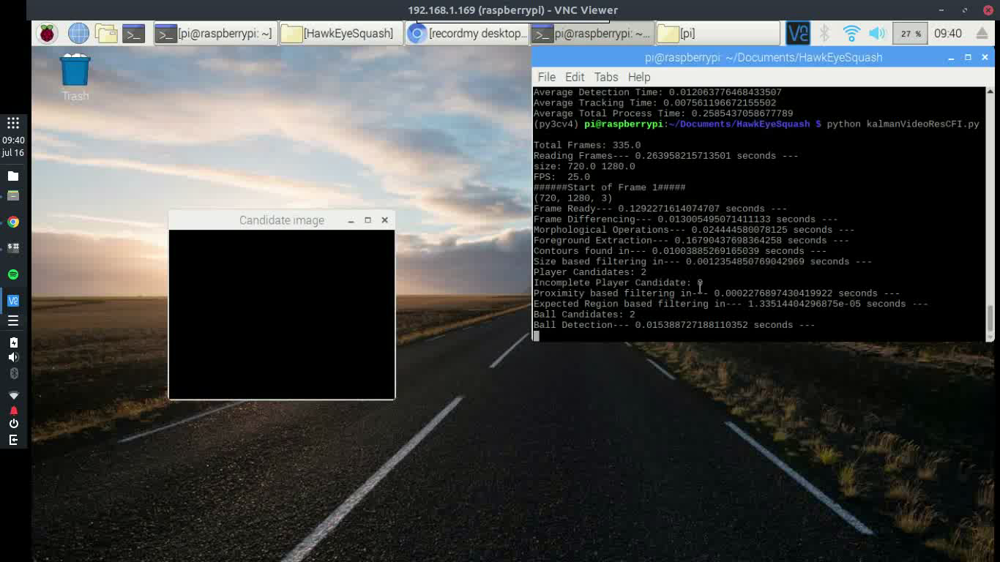 192.168.1.169 (raspberrypi) - VNC Viewer
[pi@raspberrypi: ~]
[HawkEyeSquash]
[recordmy desktop...
pi@raspberrypi: ~...
[pi]
27 %
09:40
Trash
09:40
jul 16
pi@raspberrypi: ~/Documents/HawkEyeSquash
File Edit Tabs Help
Average Detection Time: 0.012063776468433507
Average Tracking Time: 0.007561196672155502
Average Total Process Time: 0.2585437058677789
(py3cv4) pi@raspberrypi:~/Documents/HawkEyeSquash $ python kalmanVideoResCFI.py
Total Frames: 335.0
Reading Frames--- 0.263958215713501 seconds ---
size: 720.0 1280.0
FPS:  25.0
######Start of Frame 1#####
(720, 1280, 3)
Frame Ready--- 0.1292271614074707 seconds ---
Frame Differencing--- 0.013005495071411133 seconds ---
Morphological Operations--- 0.024444580078125 seconds ---
Foreground Extraction--- 0.16790437698364258 seconds ---
Contours found in--- 0.01003885269165039 seconds ---
Size based filtering in--- 0.0012354850769042969 seconds ---
Player Candidates: 2
Incomplete Player Candidate:
Proximity based filtering in--- 0.0002276897430419922 seconds ---
Expected Region based filtering in--- 1.33514404296875e-05 seconds ---
Ball Candidates: 2
Ball Detection--- 0.015388727188110352 seconds ---
Candidate image